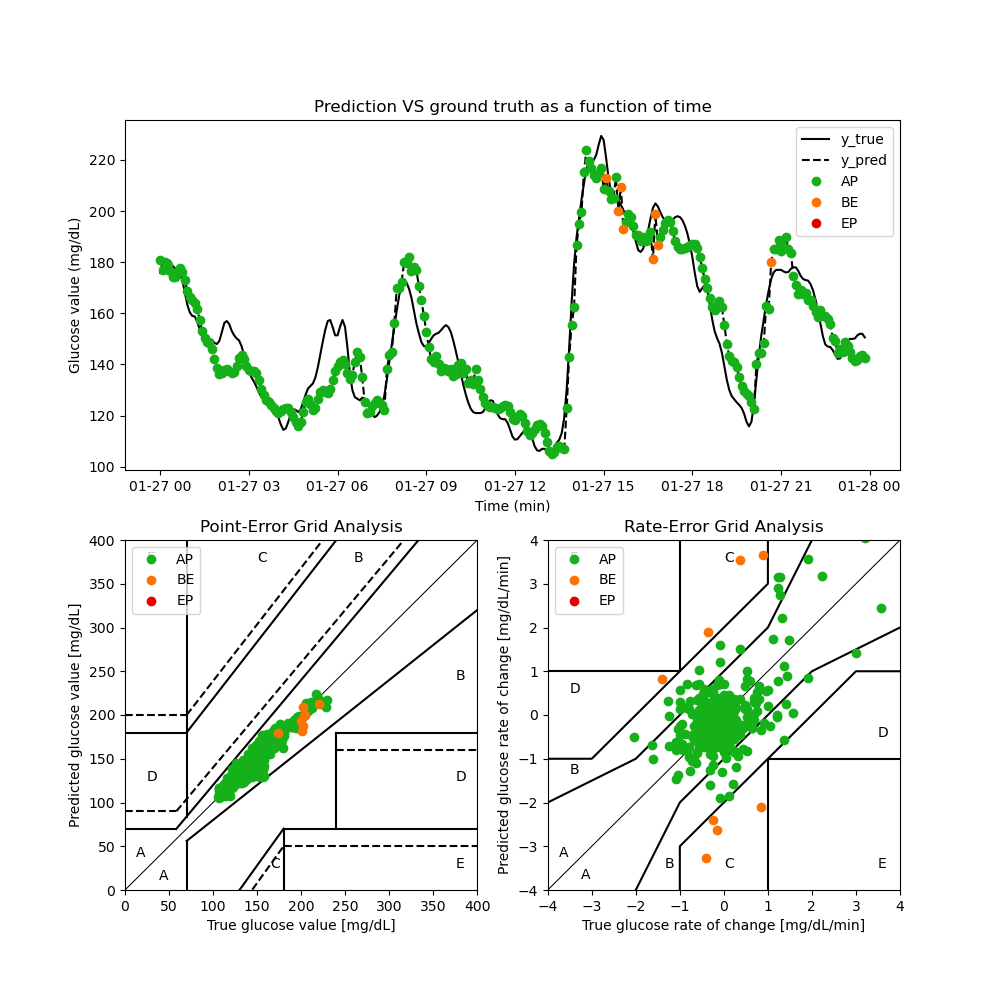 Prediction VS ground truth as a function of time
Glucose value (mg/dL)
220
200
180
160
140
120
100
y_true
y_pred
AP
BE
EP
01-27 00
01-27 03
01-27 06
01-27 09
01-27 12
01-27 15
01-27 18
01-27 21
01-28 00
Time (min)
Point-Error Grid Analysis
Predicted glucose value [mg/dL]
400
350
300
250
200
150
100
50
0
AP
BE
EP
C
B
B
D
D
A
A
C
E
0
50
100
150
200
250
300
350
400
True glucose value [mg/dL]
Rate-Error Grid Analysis
Predicted glucose rate of change [mg/dL/min]
4
3
2
1
0
−1
−2
−3
−4
AP
BE
EP
C
D
D
B
A
A
B
C
E
−4
−3
−2
−1
0
1
2
3
4
True glucose rate of change [mg/dL/min]